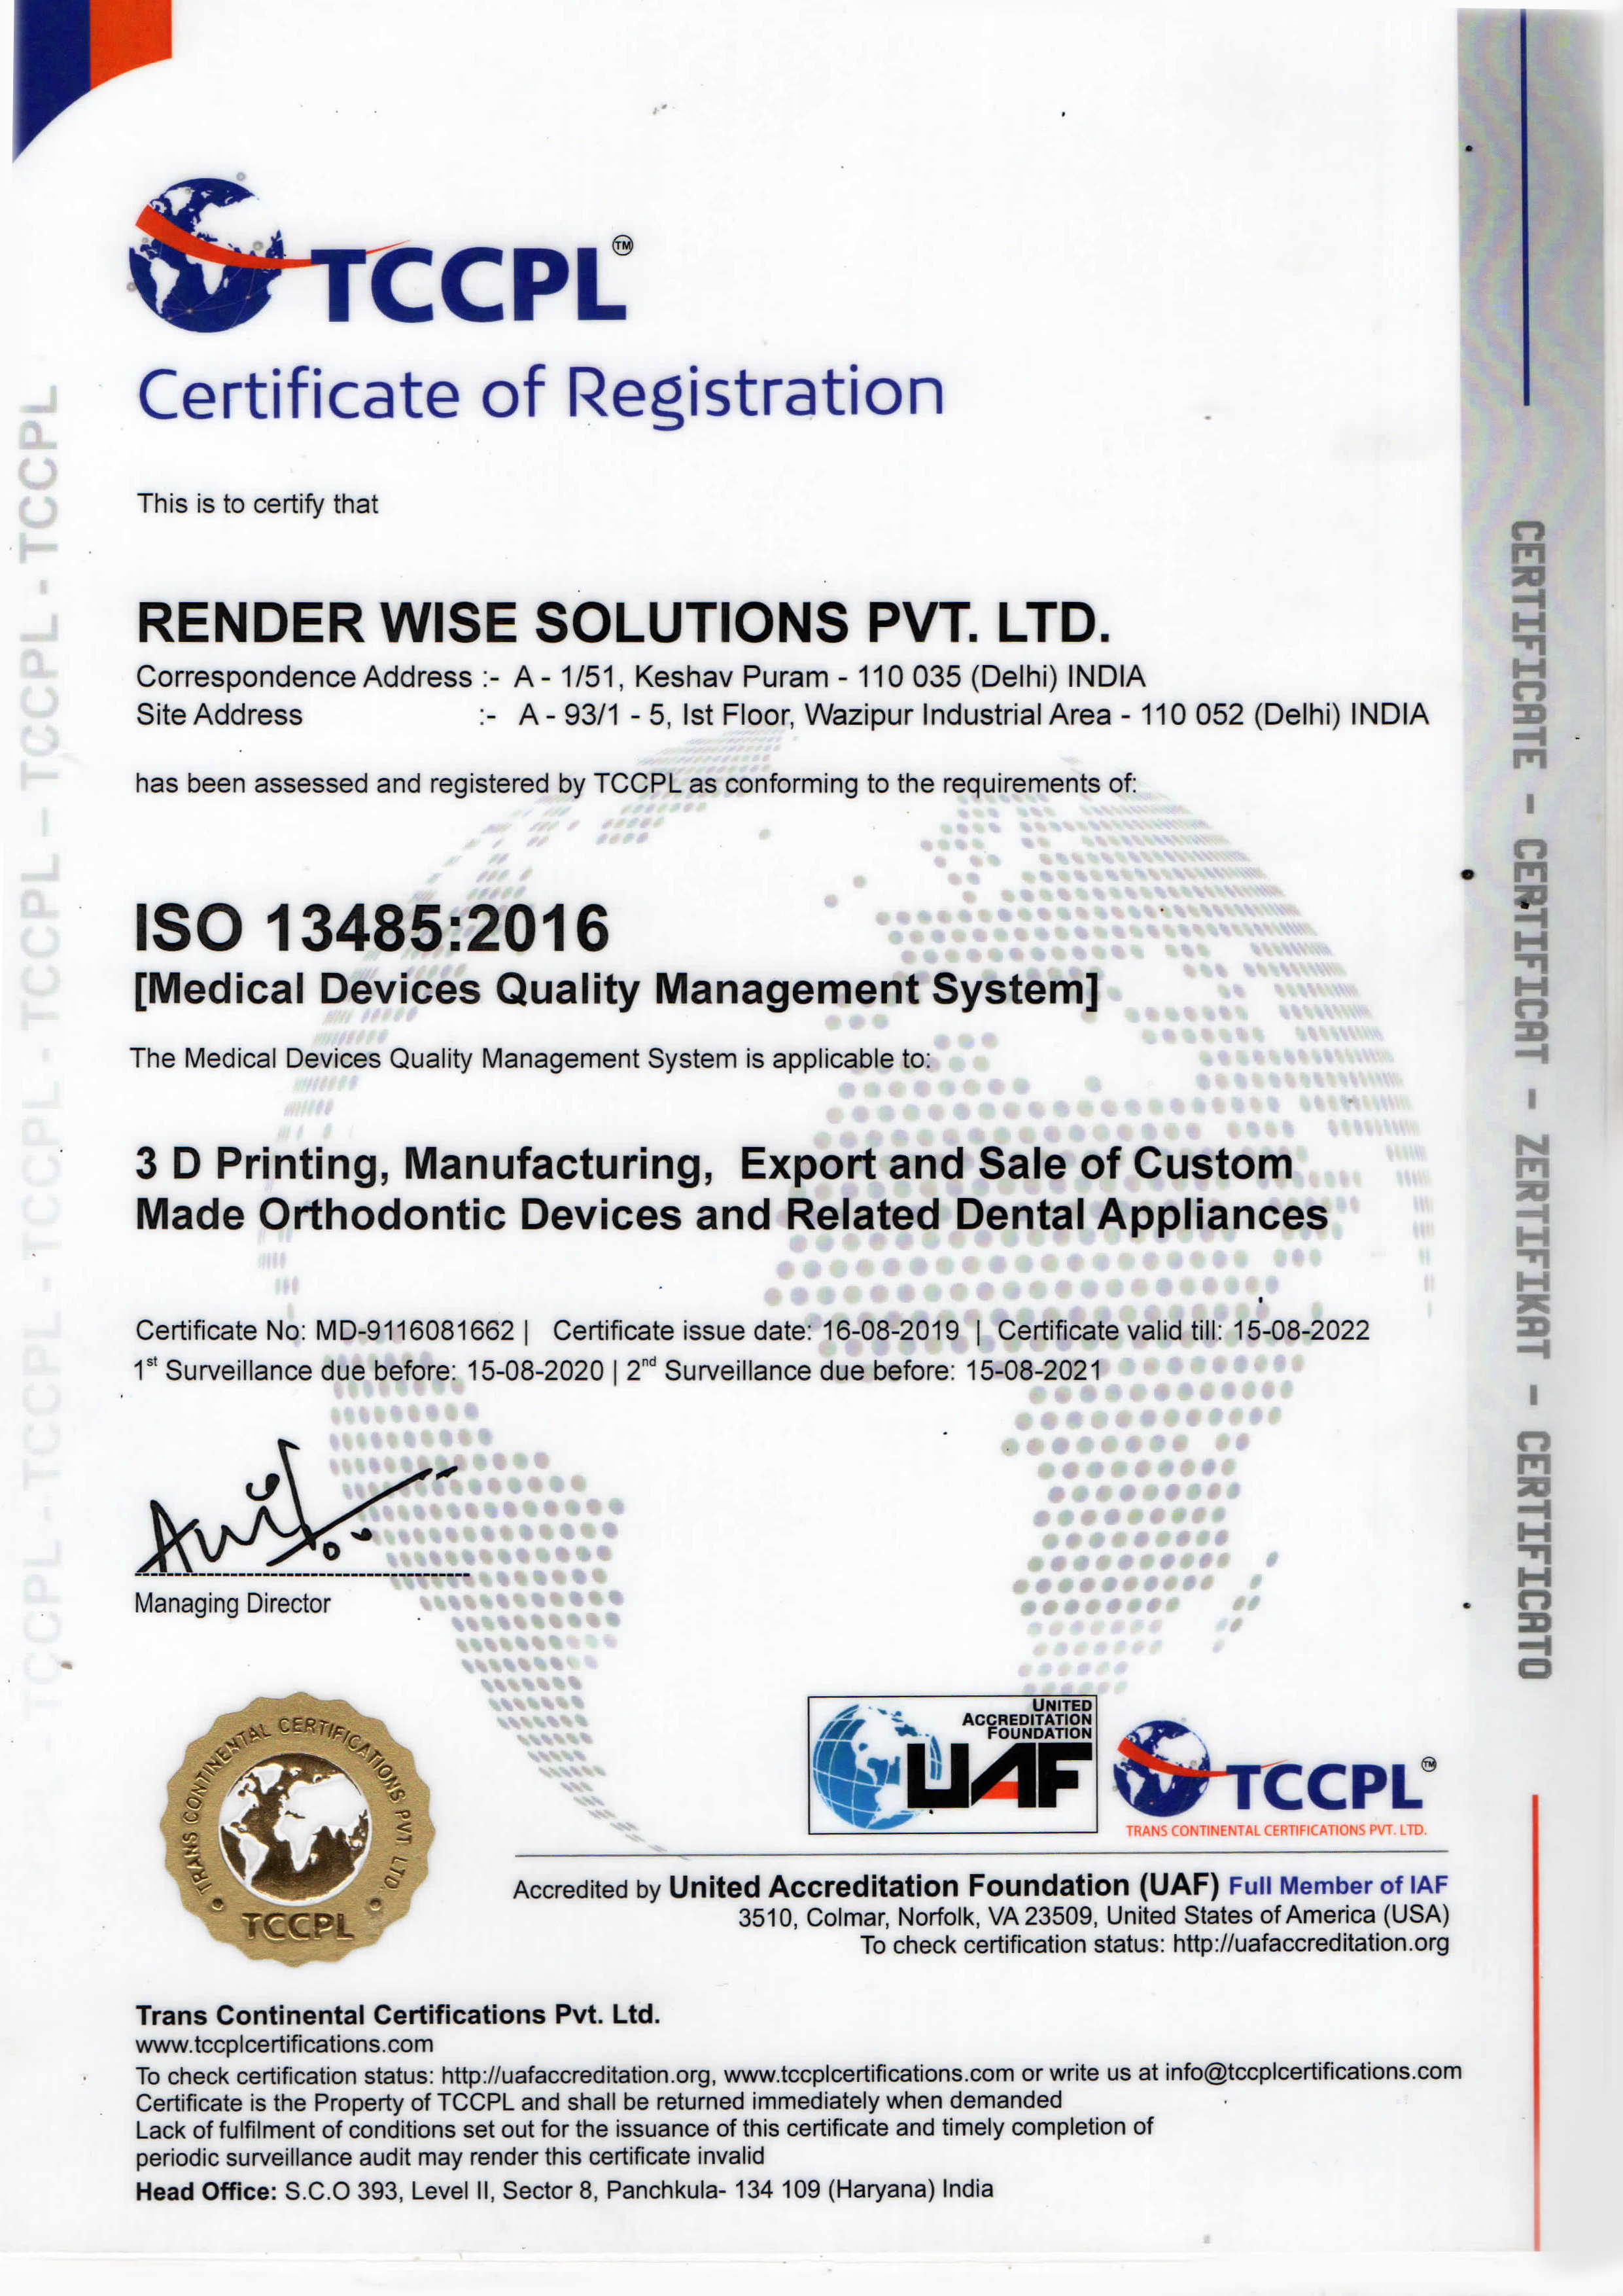 TCCPL™
Certificate of Registration
This is to certify that
RENDER WISE SOLUTIONS PVT. LTD.
Correspondence Address :- A - 1/51, Keshav Puram - 110 035 (Delhi) INDIA
Site Address :- A - 93/1 - 5, Ist Floor, Wazipur Industrial Area - 110 052 (Delhi) INDIA
has been assessed and registered by TCCPL as conforming to the requirements of:
ISO 13485:2016
[Medical Devices Quality Management System]
The Medical Devices Quality Management System is applicable to:
3 D Printing, Manufacturing, Export and Sale of Custom
Made Orthodontic Devices and Related Dental Appliances
Certificate No: MD-9116081662 | Certificate issue date: 16-08-2019 | Certificate valid till: 15-08-2022
1st Surveillance due before: 15-08-2020 | 2nd Surveillance due before: 15-08-2021
Managing Director
TRANS CONTINENTAL CERTIFICATIONS PVT. LTD.
TCCPL
UNITED
ACCREDITATION
FOUNDATION
UAF
TCCPL™
TRANS CONTINENTAL CERTIFICATIONS PVT. LTD.
Accredited by United Accreditation Foundation (UAF) Full Member of IAF
3510, Colmar, Norfolk, VA 23509, United States of America (USA)
To check certification status: http://uafaccreditation.org
Trans Continental Certifications Pvt. Ltd.
www.tccplcertifications.com
To check certification status: http://uafaccreditation.org, www.tccplcertifications.com or write us at info@tccplcertifications.com
Certificate is the Property of TCCPL and shall be returned immediately when demanded
Lack of fulfilment of conditions set out for the issuance of this certificate and timely completion of
periodic surveillance audit may render this certificate invalid
Head Office: S.C.O 393, Level II, Sector 8, Panchkula- 134 109 (Haryana) India
TCCPL - TCCPL - TCCPL - TCCPL - TCCPL – TCCPL - TCCPL
CERTIFICATE - CERTIFICAT - ZERTIFIKAT - CERTIFICATO